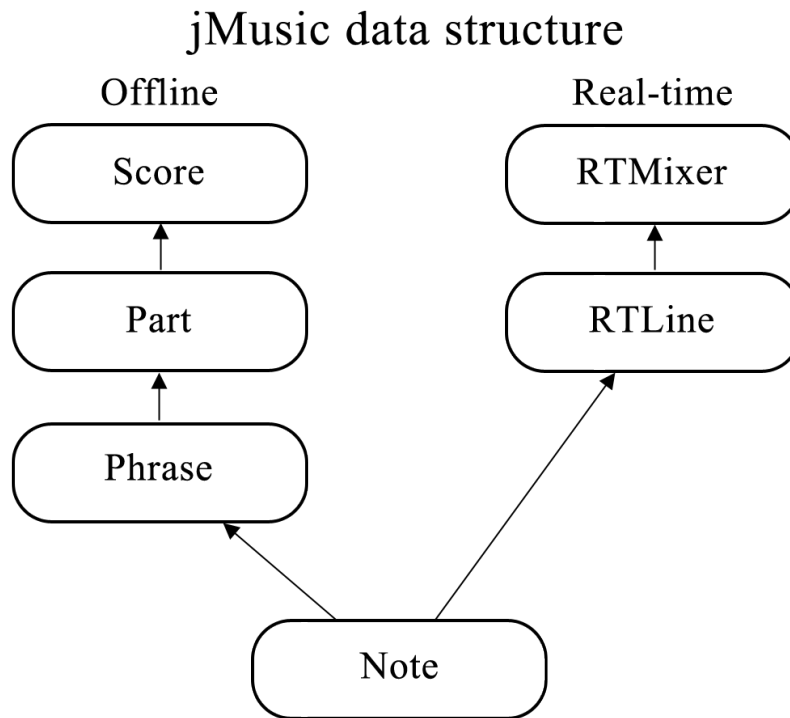 jMusic data structure
Offline
Real-time
Score
RTMixer
Part
RTLine
Phrase
Note